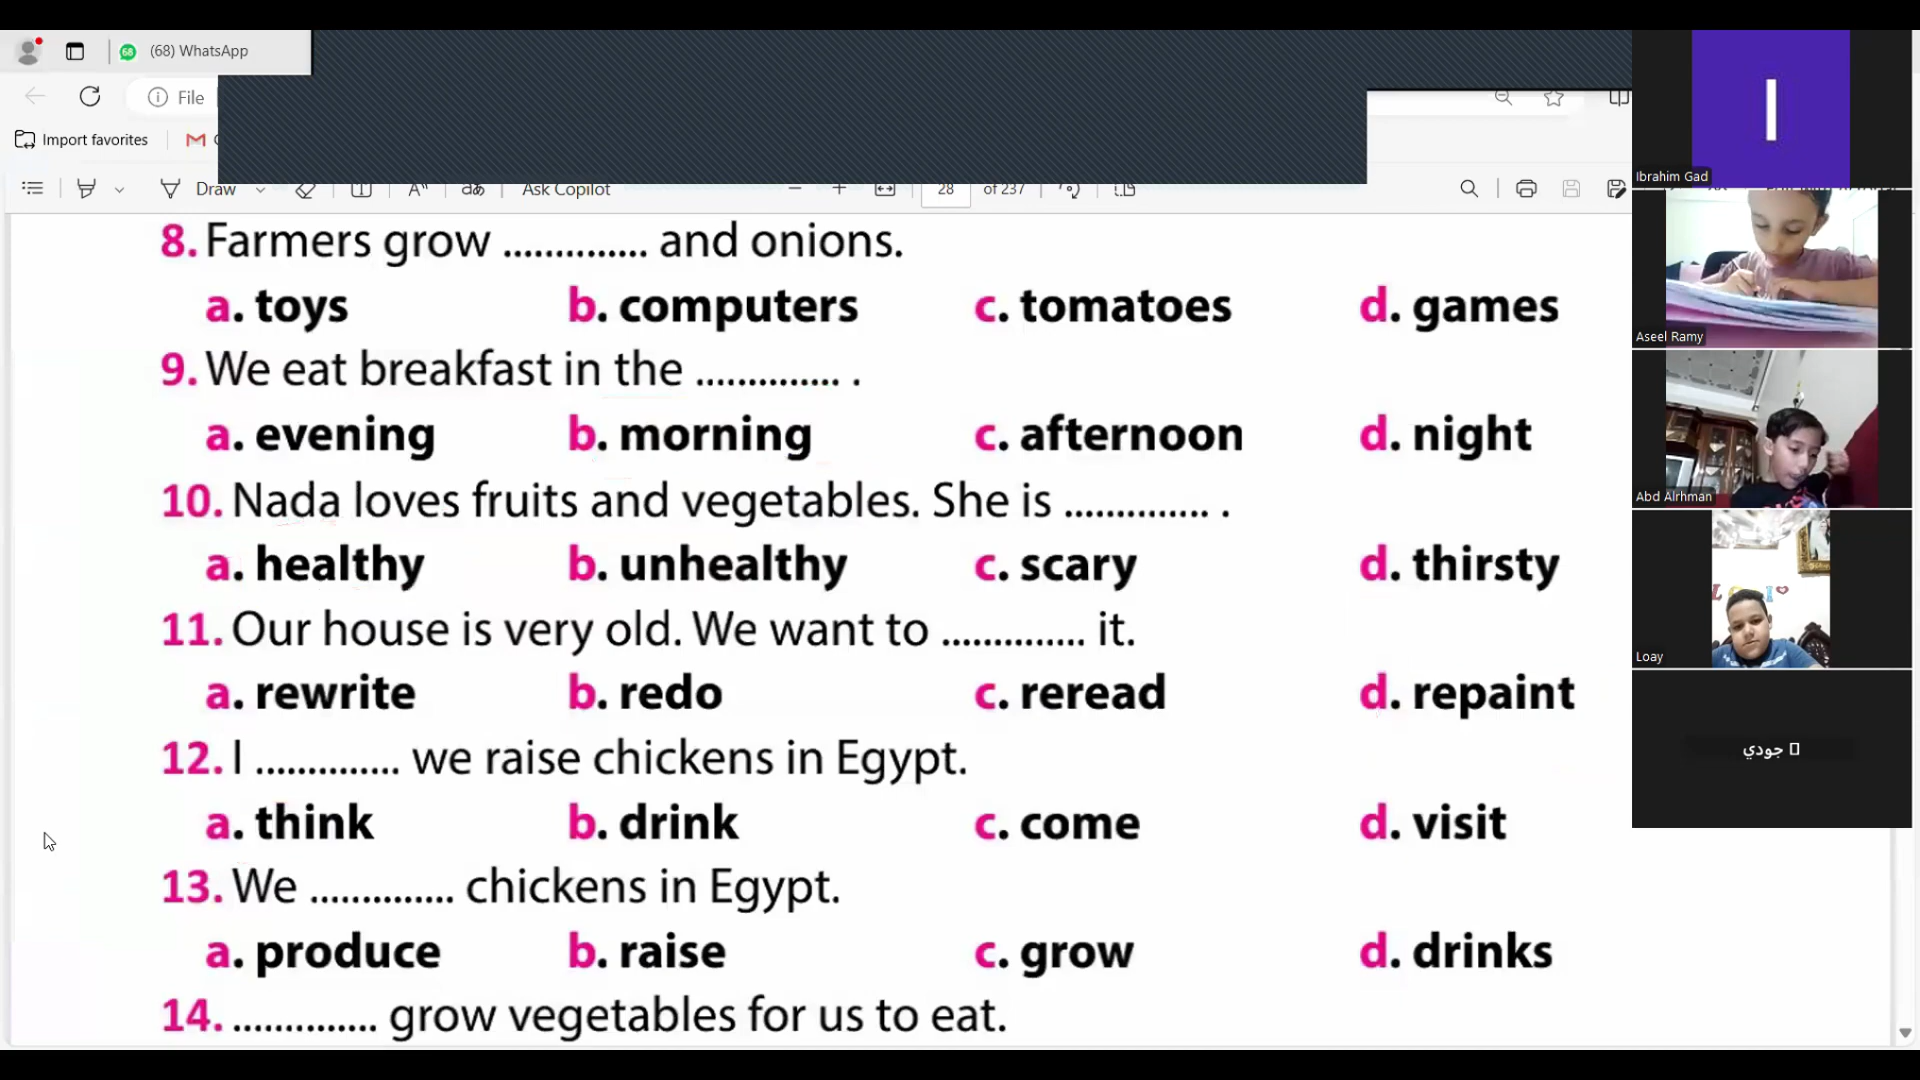 (68) WhatsApp
File
Import favorites
Draw
Ask Copilot
28 of 237
8. Farmers grow .............. and onions.
a. toys b. computers c. tomatoes d. games
9. We eat breakfast in the .............. .
a. evening b. morning c. afternoon d. night
10. Nada loves fruits and vegetables. She is .............. .
a. healthy b. unhealthy c. scary d. thirsty
11. Our house is very old. We want to .............. it.
a. rewrite b. redo c. reread d. repaint
12. I .............. we raise chickens in Egypt.
a. think b. drink c. come d. visit
13. We .............. chickens in Egypt.
a. produce b. raise c. grow d. drinks
14. .............. grow vegetables for us to eat.
I
Ibrahim Gad
Aseel Ramy
Abd Alrhman
Loay
جودي